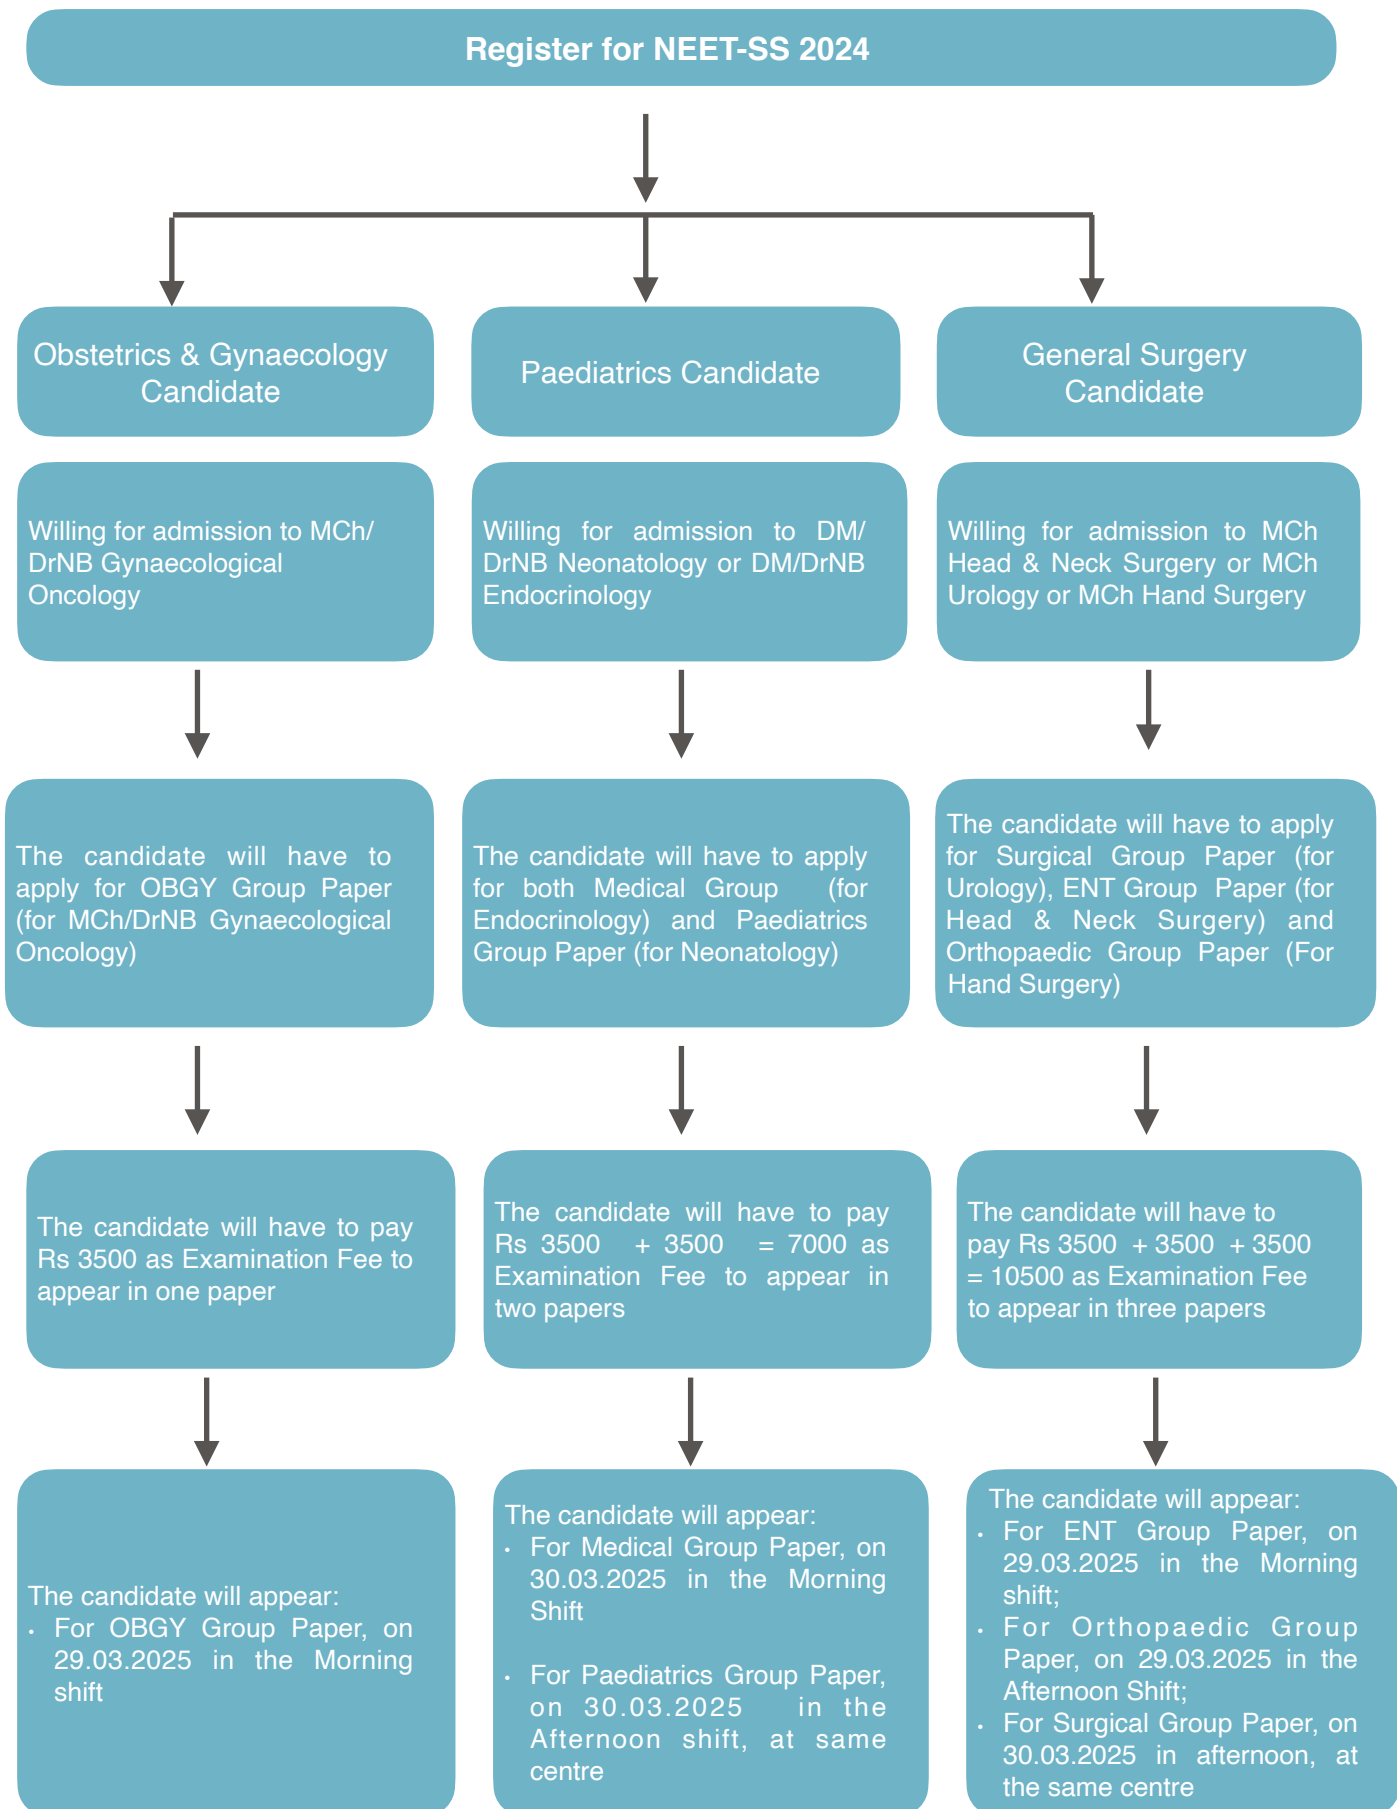 Register for NEET-SS 2024
Obstetrics & Gynaecology
Candidate
Paediatrics Candidate
General Surgery
Candidate
Willing for admission to MCh/
DrNB Gynaecological
Oncology
Willing for admission to DM/
DrNB Neonatology or DM/DrNB
Endocrinology
Willing for admission to MCh
Head & Neck Surgery or MCh
Urology or MCh Hand Surgery
The candidate will have to
apply for OBGY Group Paper
(for MCh/DrNB Gynaecological
Oncology)
The candidate will have to apply
for both Medical Group (for
Endocrinology) and Paediatrics
Group Paper (for Neonatology)
The candidate will have to apply
for Surgical Group Paper (for
Urology), ENT Group Paper (for
Head & Neck Surgery) and
Orthopaedic Group Paper (For
Hand Surgery)
The candidate will have to pay
Rs 3500 as Examination Fee to
appear in one paper
The candidate will have to pay
Rs 3500 + 3500 = 7000 as
Examination Fee to appear in
two papers
The candidate will have to
pay Rs 3500 + 3500 + 3500
= 10500 as Examination Fee
to appear in three papers
The candidate will appear:
• For OBGY Group Paper, on
29.03.2025 in the Morning
shift
The candidate will appear:
• For Medical Group Paper, on
30.03.2025 in the Morning
Shift
• For Paediatrics Group Paper,
on 30.03.2025 in the
Afternoon shift, at same
centre
The candidate will appear:
• For ENT Group Paper, on
29.03.2025 in the Morning
shift;
• For Orthopaedic Group
Paper, on 29.03.2025 in the
Afternoon Shift;
• For Surgical Group Paper, on
30.03.2025 in afternoon, at
the same centre